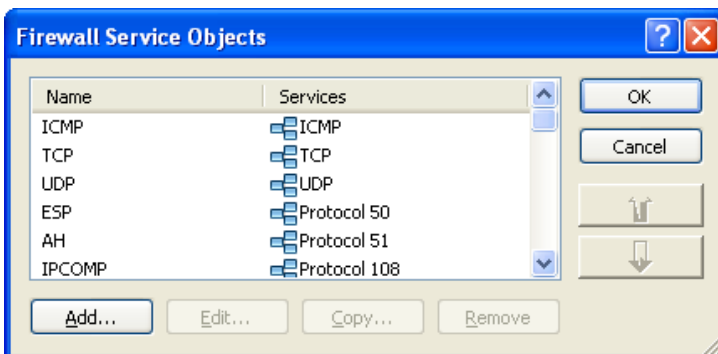 Firewall Service Objects
Name Services
ICMP ICMP
TCP TCP
UDP UDP
ESP Protocol 50
AH Protocol 51
IPCOMP Protocol 108
OK
Cancel
Add... Edit... Copy... Remove